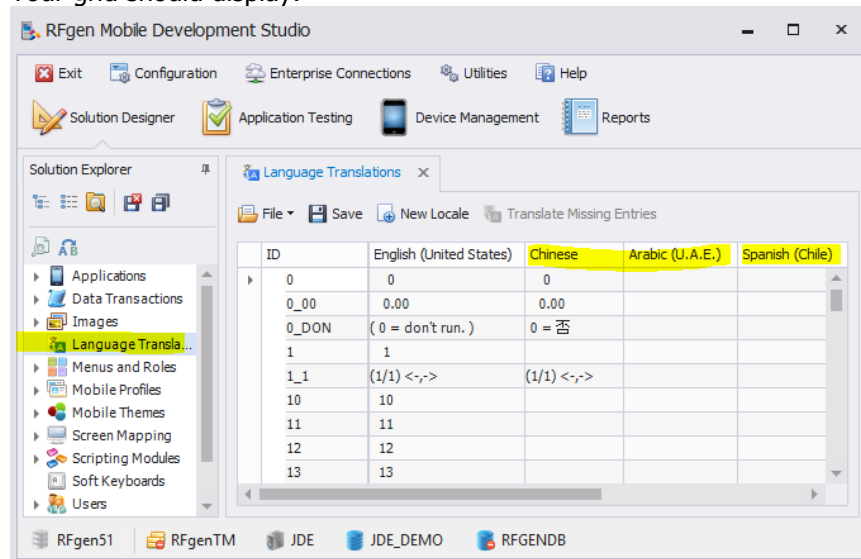 Your grid should display:
RFgen Mobile Development Studio
Exit Configuration Enterprise Connections Utilities Help
Solution Designer Application Testing Device Management Reports
Solution Explorer
Language Translations
File Save New Locale Translate Missing Entries
ID English (United States) Chinese Arabic (U.A.E.) Spanish (Chile)
Applications
Data Transactions
Images
Language Transla...
Menus and Roles
Mobile Profiles
Mobile Themes
Screen Mapping
Scripting Modules
Soft Keyboards
Users
0 0 0
0_00 0.00 0.00
0_DON ( 0 = don't run. ) 0 = 否
1 1
1_1 (1/1) <-,-> (1/1) <-,->
10 10
11 11
12 12
13 13
RFgen51 RFgenTM JDE JDE_DEMO RFGENDB